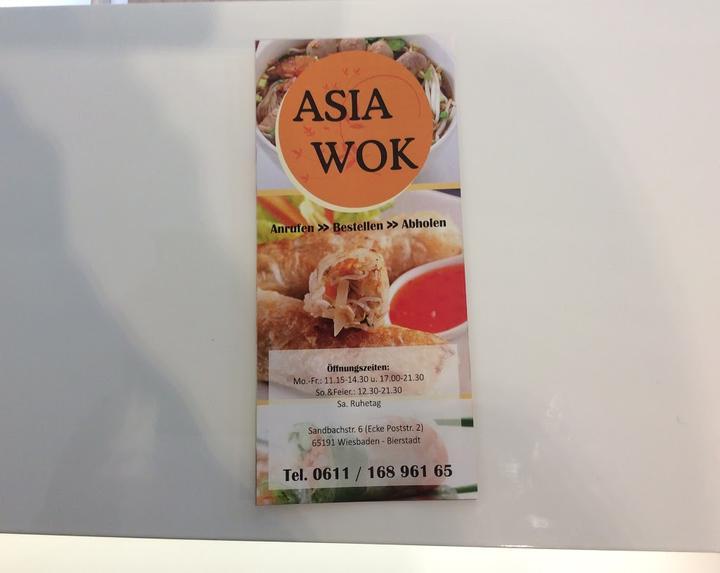 ASIA
WOK
Anrufen >> Bestellen >> Abholen
Öffnungszeiten:
Mo.-Fr.: 11.15-14.30 u. 17.00-21.30
So.&Feier.: 12.30-21.30
Sa. Ruhetag
Sandbachstr. 6 (Ecke Poststr. 2)
65191 Wiesbaden - Bierstadt
Tel. 0611 / 168 961 65